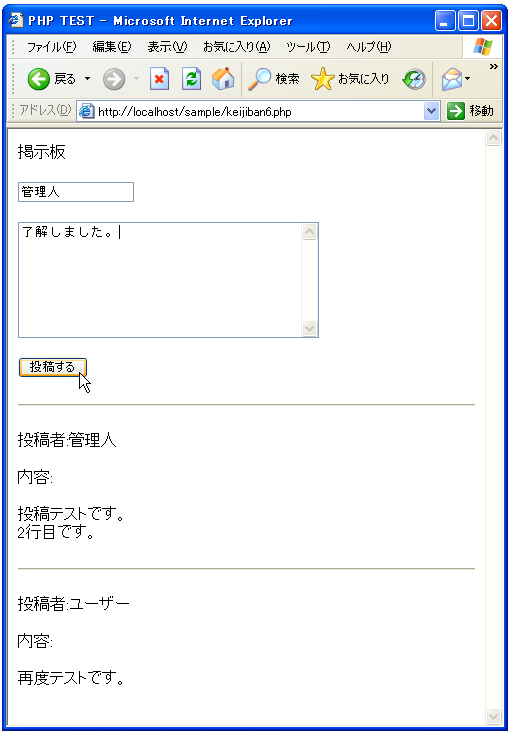 PHP TEST - Microsoft Internet Explorer
ファイル(F) 編集(E) 表示(V) お気に入り(A) ツール(T) ヘルプ(H)
戻る 検索 お気に入り »
アドレス(D) http://localhost/sample/keijiban6.php 移動
掲示板
管理人
了解しました。
投稿する
投稿者:管理人
内容:
投稿テストです。
2行目です。
投稿者:ユーザー
内容:
再度テストです。